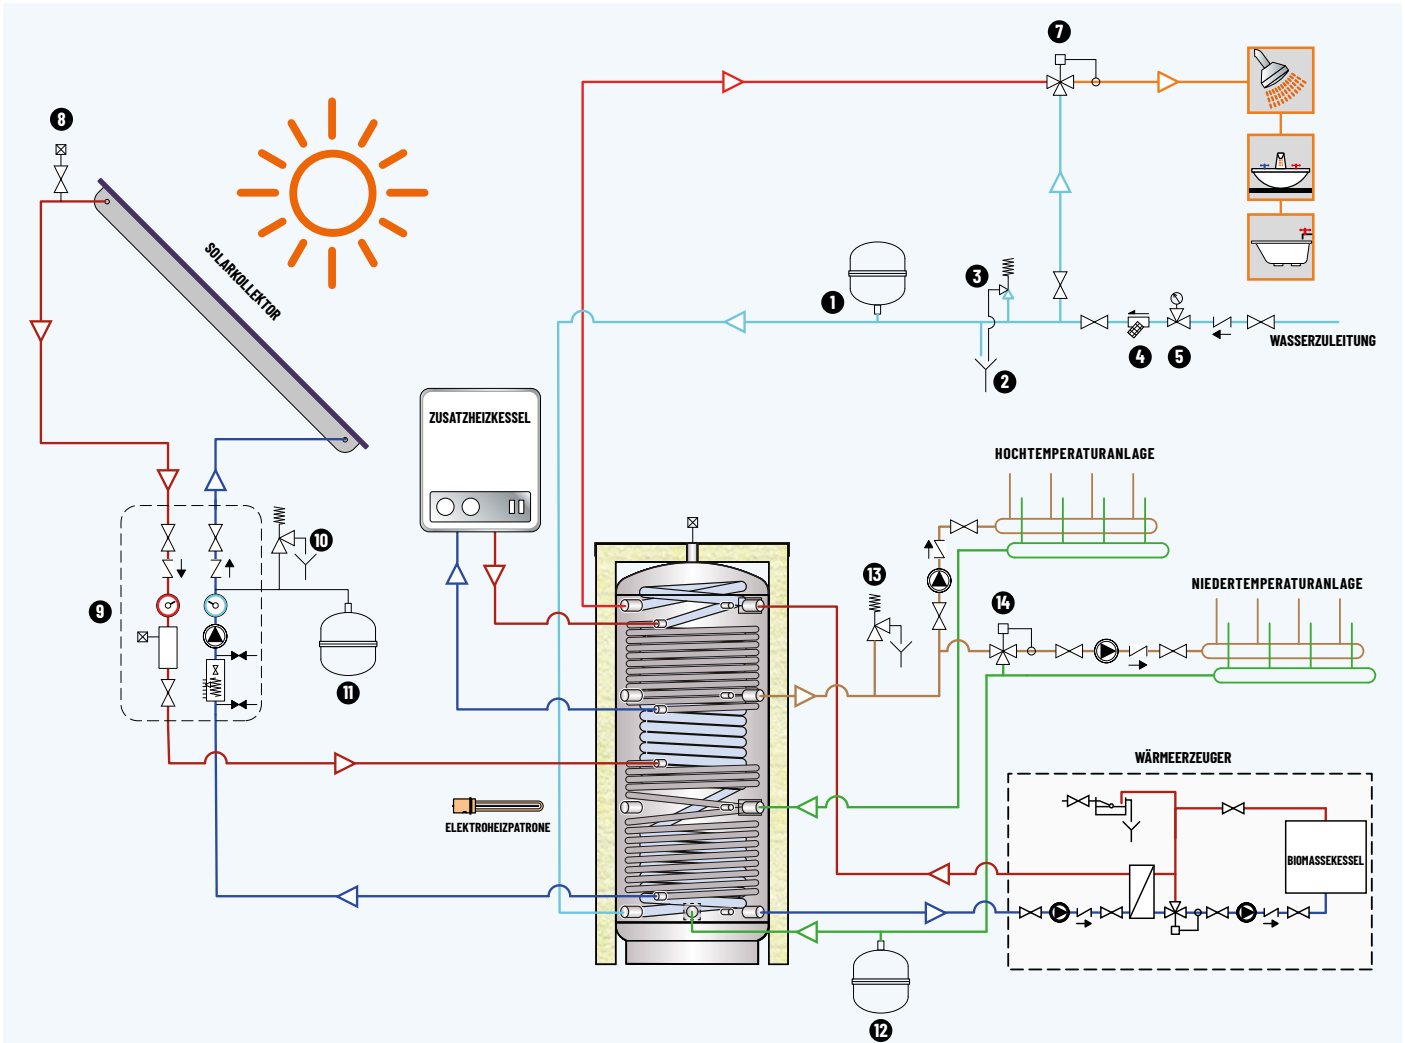 7
8
SOLARKOLLEKTOR
3
1
WASSERZULEITUNG
4
5
2
ZUSATZHEIZKESSEL
HOCHTEMPERATURANLAGE
10
13
NIEDERTEMPERATURANLAGE
14
9
11
WÄRMEERZEUGER
ELEKTROHEIZPATRONE
BIOMASSEKESSEL
12